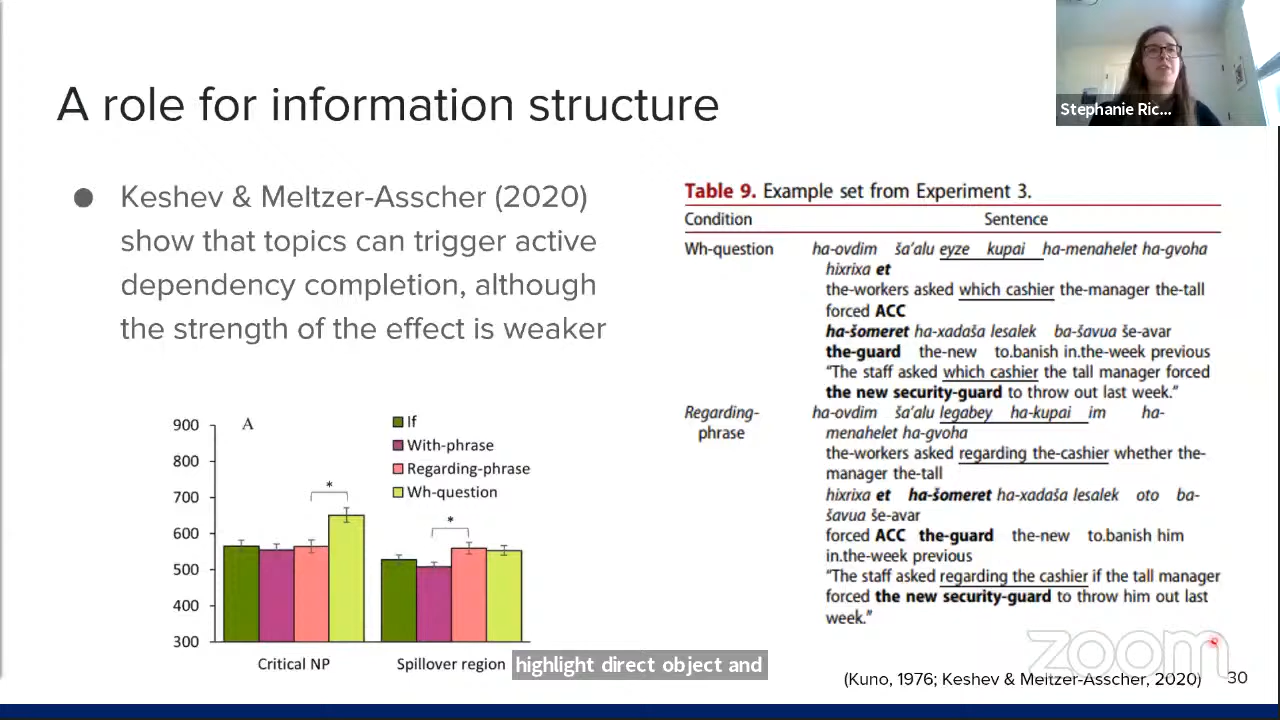 Stephanie Ric...
A role for information structure
● Keshev & Meltzer-Asscher (2020)
show that topics can trigger active
dependency completion, although
the strength of the effect is weaker
Table 9. Example set from Experiment 3.
Condition Sentence
Wh-question ha-ovdim ša'alu eyze kupai ha-menahelet ha-gvoha
hixrixa et
the-workers asked which cashier the-manager the-tall
forced ACC
ha-šomeret ha-xadaša lesalek ba-šavua še-avar
the-guard the-new to.banish in.the-week previous
"The staff asked which cashier the tall manager forced
the new security-guard to throw out last week."
Regarding- ha-ovdim ša'alu legabey ha-kupai im ha-
phrase menahelet ha-gvoha
the-workers asked regarding the-cashier whether the-
manager the-tall
hixrixa et ha-šomeret ha-xadaša lesalek oto ba-
šavua še-avar
forced ACC the-guard the-new to.banish him
in.the-week previous
"The staff asked regarding the cashier if the tall manager
forced the new security-guard to throw him out last
week."
A
900
800
700
600
500
400
300
If
With-phrase
Regarding-phrase
Wh-question
*
*
Critical NP Spillover region
highlight direct object and
zoom
(Kuno, 1976; Keshev & Meltzer-Asscher, 2020) 30